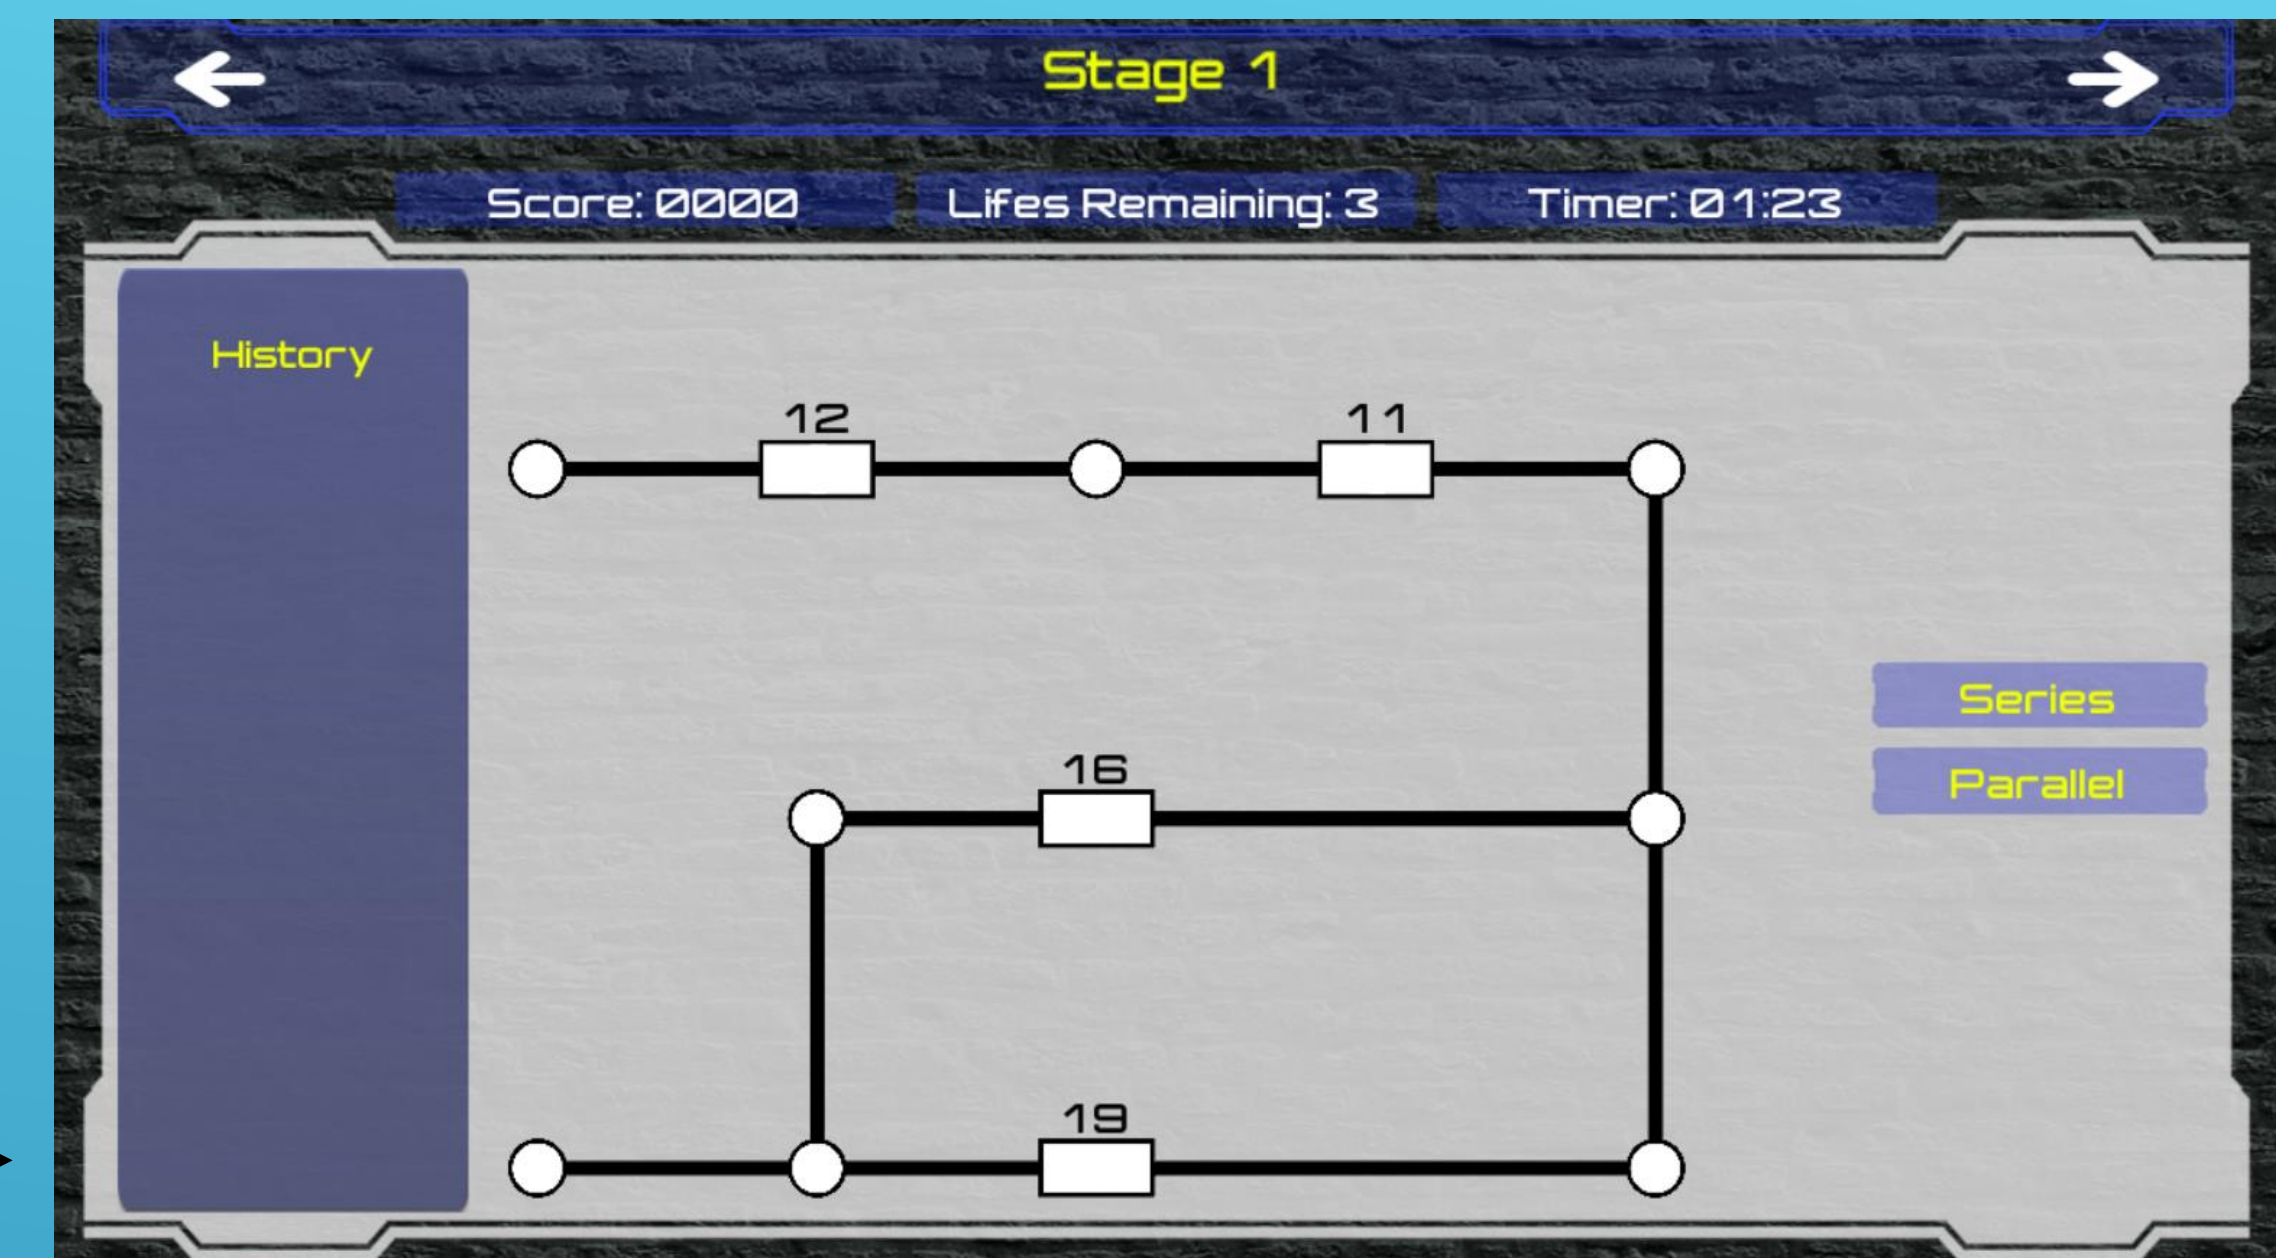 Stage 1
Score: 0000
Lifes Remaining: 3
Timer: 01:23
History
12
11
16
19
Series
Parallel